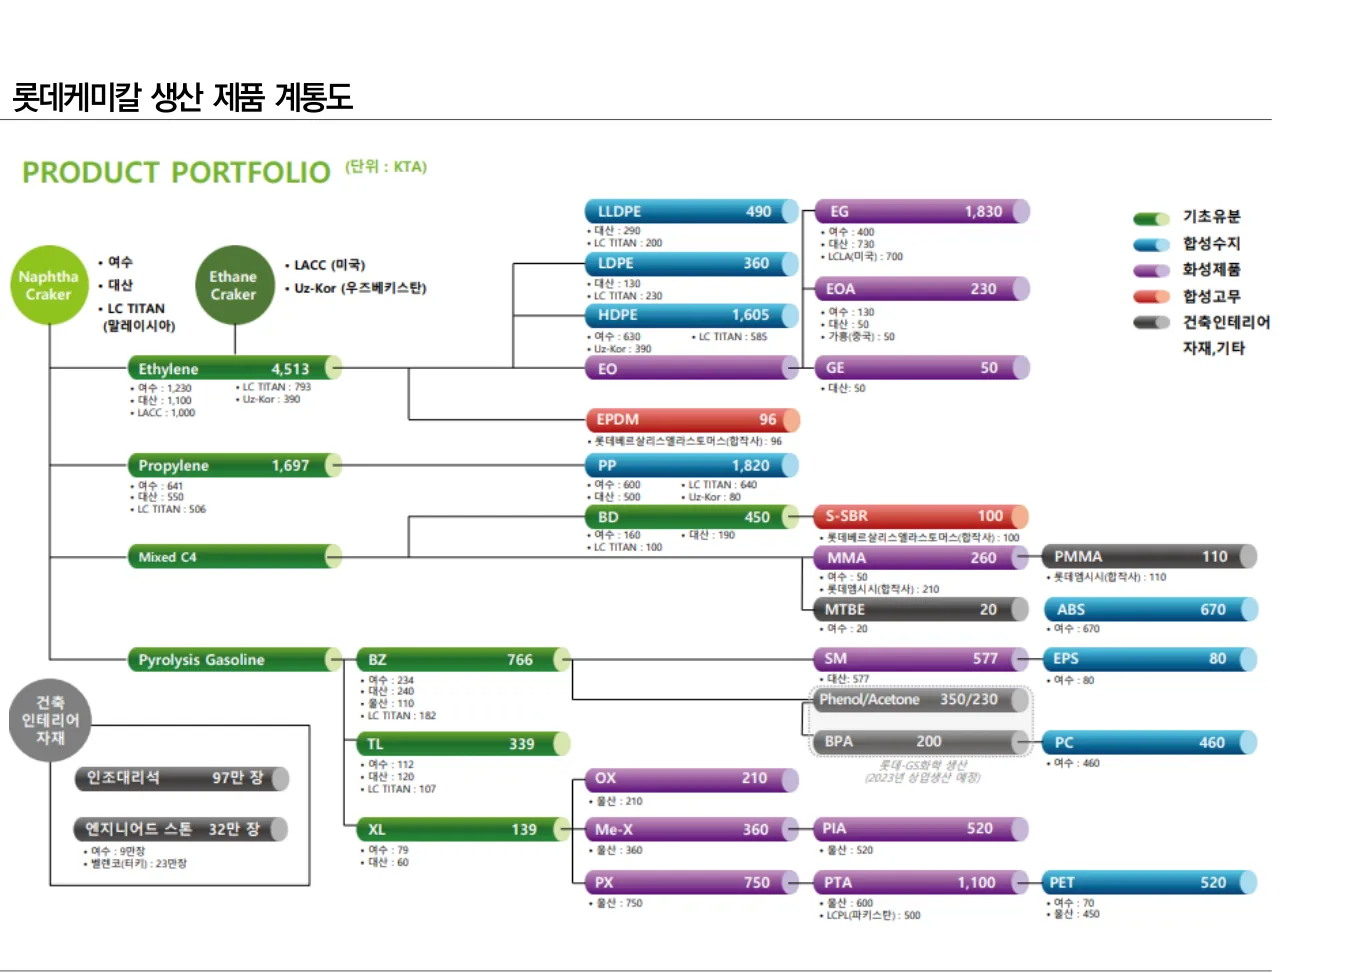 롯데케미칼 생산 제품 계통도
PRODUCT PORTFOLIO (단위 : KTA)
Naphtha
Craker
• 여수
• 대산
• LC TITAN
(말레이시아)
Ethane
Craker
• LACC (미국)
• Uz-Kor (우즈베키스탄)
기초유분
합성수지
화성제품
합성고무
건축인테리어
자재,기타
LLDPE 490
• 대산 : 290
• LC TITAN : 200
LDPE 360
• 대산 : 130
• LC TITAN : 230
HDPE 1,605
• 여수 : 630 • LC TITAN : 585
• Uz-Kor : 390
EO
EG 1,830
• 여수 : 400
• 대산 : 730
• LCLA(미국) : 700
EOA 230
• 여수 : 130
• 대산 : 50
• 가흥(중국) : 50
GE 50
• 대산: 50
Ethylene 4,513
• 여수 : 1,230 • LC TITAN : 793
• 대산 : 1,100 • Uz-Kor : 390
• LACC : 1,000
EPDM 96
• 롯데베르살리스엘라스토머스(합작사) : 96
Propylene 1,697
• 여수 : 641
• 대산 : 550
• LC TITAN : 506
PP 1,820
• 여수 : 600 • LC TITAN : 640
• 대산 : 500 • Uz-Kor : 80
BD 450
• 여수 : 160 • 대산 : 190
• LC TITAN : 100
S-SBR 100
• 롯데베르살리스엘라스토머스(합작사) : 100
Mixed C4
MMA 260
• 여수 : 50
• 롯데엠시시(합작사) : 210
PMMA 110
• 롯데엠시시(합작사) : 110
MTBE 20
• 여수 : 20
ABS 670
• 여수 : 670
Pyrolysis Gasoline
BZ 766
• 여수 : 234
• 대산 : 240
• 울산 : 110
• LC TITAN : 182
SM 577
• 대산: 577
EPS 80
• 여수 : 80
Phenol/Acetone 350/230
BPA 200
롯데-GS화학 생산
(2023년 상업생산 예정)
PC 460
• 여수 : 460
TL 339
• 여수 : 112
• 대산 : 120
• LC TITAN : 107
XL 139
• 여수 : 79
• 대산 : 60
OX 210
• 울산 : 210
Me-X 360
• 울산 : 360
PIA 520
• 울산 : 520
PX 750
• 울산 : 750
PTA 1,100
• 울산 : 600
• LCPL(파키스탄) : 500
PET 520
• 여수 : 70
• 울산 : 450
건축
인테리어
자재
인조대리석 97만 장
엔지니어드 스톤 32만 장
• 여수 : 9만장
• 벨렌코(터키) : 23만장